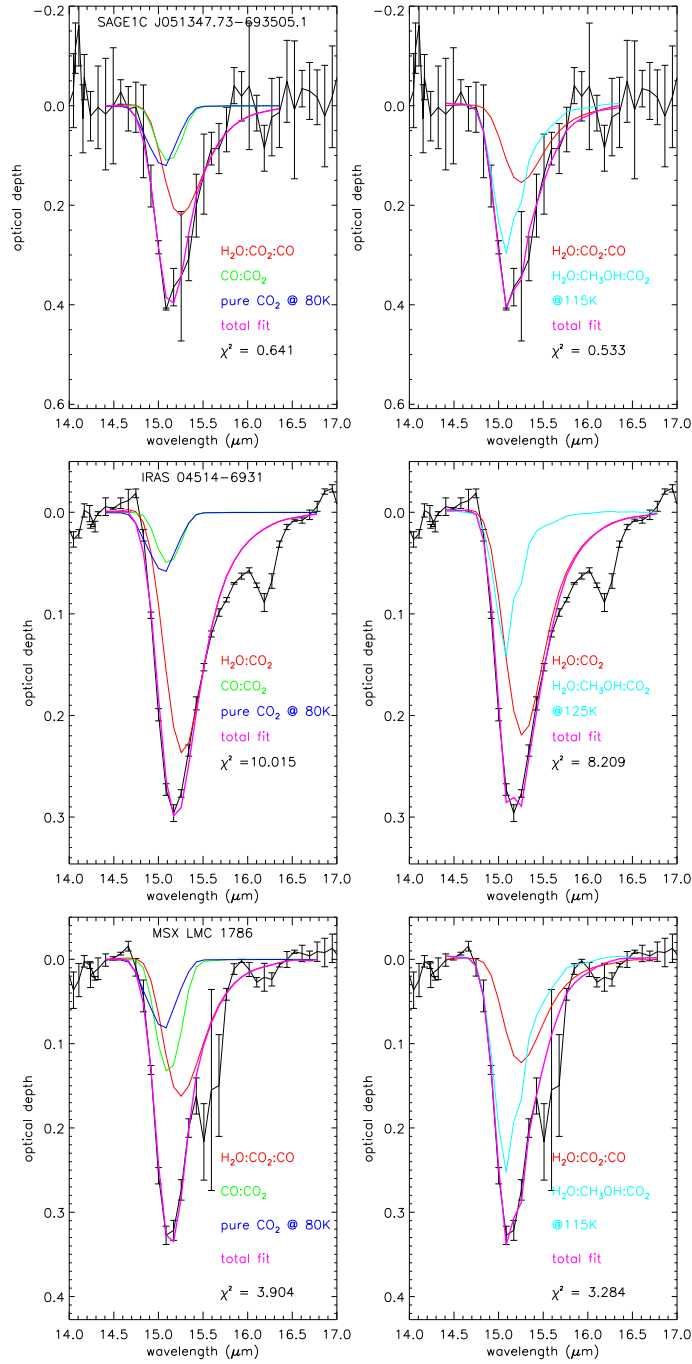 SAGE1C J051347.73−693505.1
−0.2
0.0
0.2
0.4
0.6
optical depth
H₂O:CO₂:CO
CO:CO₂
pure CO₂ @ 80K
total fit
χ² = 0.641
14.0 14.5 15.0 15.5 16.0 16.5 17.0
wavelength (μm)
0.0
0.2
0.4
0.6
optical depth
H₂O:CO₂:CO
H₂O:CH₃OH:CO₂
@115K
total fit
χ² = 0.533
14.0 14.5 15.0 15.5 16.0 16.5 17.0
wavelength (μm)
IRAS 04514−6931
0.0
0.1
0.2
0.3
optical depth
H₂O:CO₂
CO:CO₂
pure CO₂ @ 80K
total fit
χ² =10.015
14.0 14.5 15.0 15.5 16.0 16.5 17.0
wavelength (μm)
0.0
0.1
0.2
0.3
optical depth
H₂O:CO₂
H₂O:CH₃OH:CO₂
@125K
total fit
χ² = 8.209
14.0 14.5 15.0 15.5 16.0 16.5 17.0
wavelength (μm)
MSX LMC 1786
0.0
0.1
0.2
0.3
0.4
optical depth
H₂O:CO₂:CO
CO:CO₂
pure CO₂ @ 80K
total fit
χ² = 3.904
14.0 14.5 15.0 15.5 16.0 16.5 17.0
wavelength (μm)
0.0
0.1
0.2
0.3
0.4
optical depth
H₂O:CO₂:CO
H₂O:CH₃OH:CO₂
@115K
total fit
χ² = 3.284
14.0 14.5 15.0 15.5 16.0 16.5 17.0
wavelength (μm)